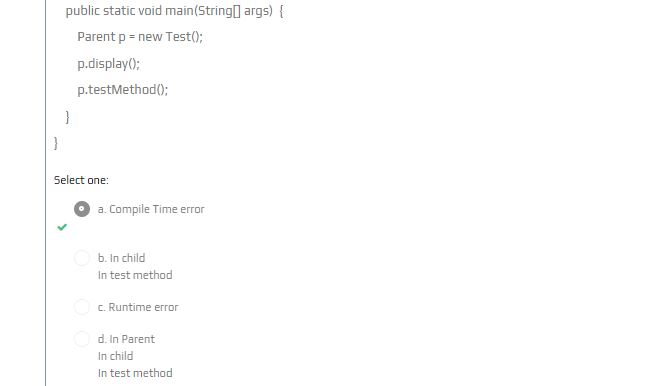 public static void main(String[] args) {
Parent p = new Test();
p.display();
p.testMethod();
}
}
Select one:
a. Compile Time error
b. In child
In test method
c. Runtime error
d. In Parent
In child
In test method